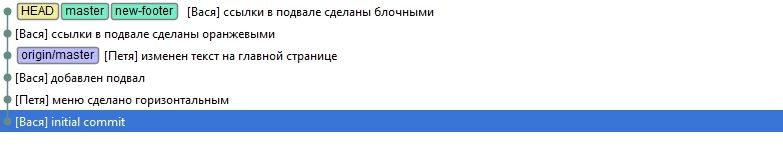 HEAD master new-footer [Вася] ссылки в подвале сделаны блочными
[Вася] ссылки в подвале сделаны оранжевыми
origin/master [Петя] изменен текст на главной странице
[Вася] добавлен подвал
[Петя] меню сделано горизонтальным
[Вася] initial commit